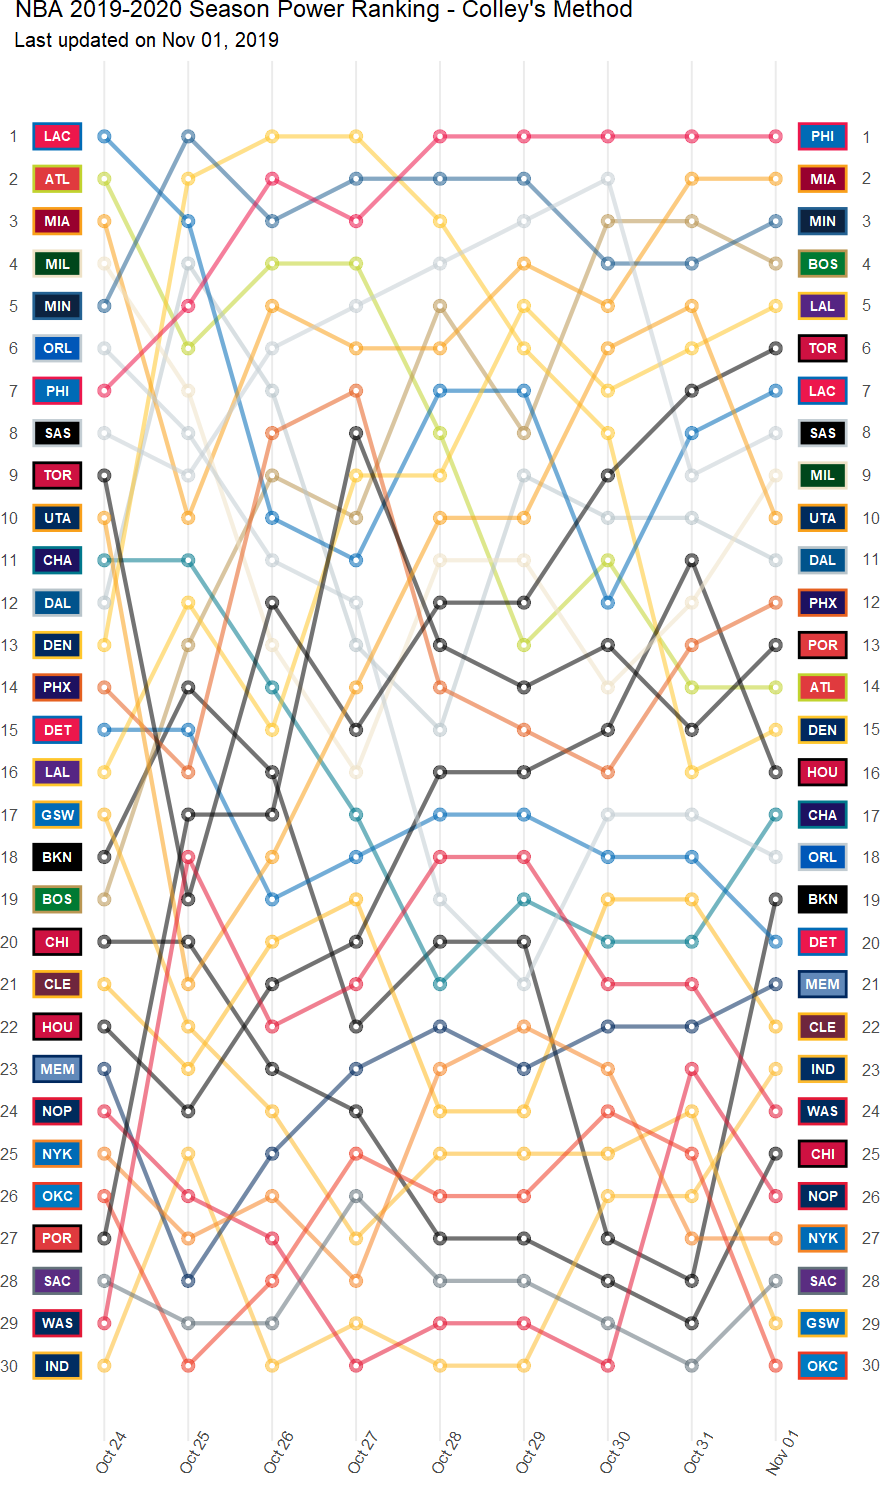 NBA 2019-2020 Season Power Ranking - Colley's Method
Last updated on Nov 01, 2019
1 LAC PHI 1
2 ATL MIA 2
3 MIA MIN 3
4 MIL BOS 4
5 MIN LAL 5
6 ORL TOR 6
7 PHI LAC 7
8 SAS SAS 8
9 TOR MIL 9
10 UTA UTA 10
11 CHA DAL 11
12 DAL PHX 12
13 DEN POR 13
14 PHX ATL 14
15 DET DEN 15
16 LAL HOU 16
17 GSW CHA 17
18 BKN ORL 18
19 BOS BKN 19
20 CHI DET 20
21 CLE MEM 21
22 HOU CLE 22
23 MEM IND 23
24 NOP WAS 24
25 NYK CHI 25
26 OKC NOP 26
27 POR NYK 27
28 SAC SAC 28
29 WAS GSW 29
30 IND OKC 30
Oct 24 Oct 25 Oct 26 Oct 27 Oct 28 Oct 29 Oct 30 Oct 31 Nov 01